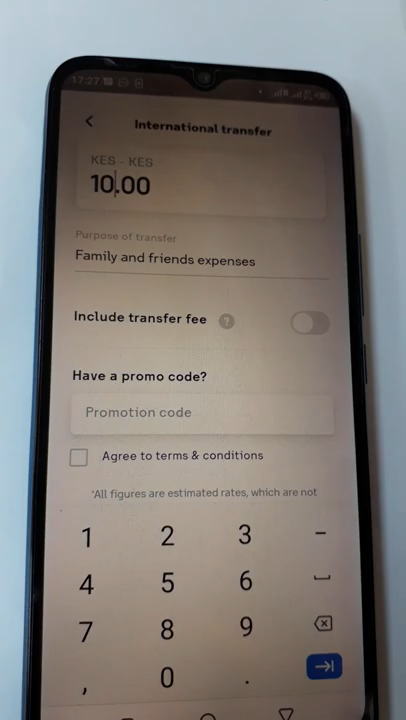 17:27
International transfer
KES - KES
10.00
Purpose of transfer
Family and friends expenses
Include transfer fee ?
Have a promo code?
Promotion code
Agree to terms & conditions
*All figures are estimated rates, which are not
1 2 3 –
4 5 6
7 8 9
, 0 .